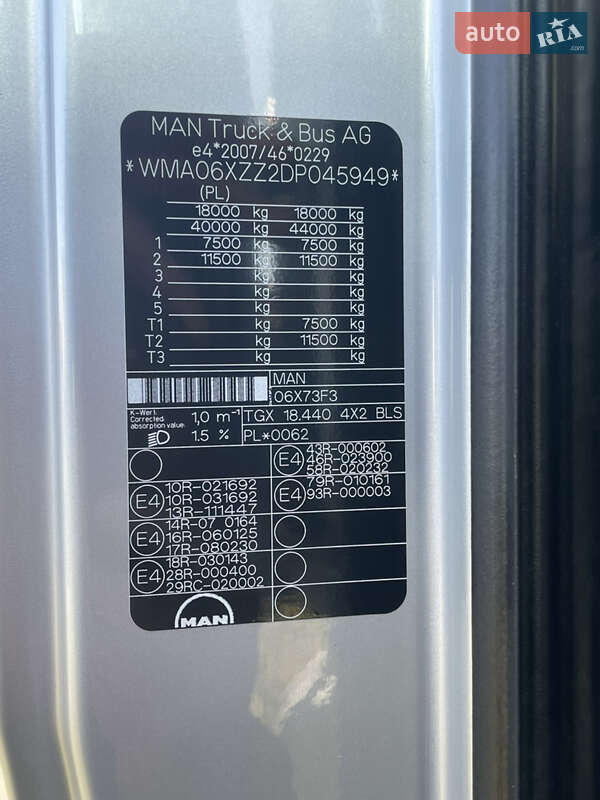 auto RIA.com
MAN Truck & Bus AG
e4*2007/46*0229
*WMA06XZZ2DP045949*
(PL)
18000 kg 18000 kg
40000 kg 44000 kg
1 7500 kg 7500 kg
2 11500 kg 11500 kg
3 kg kg
4 kg kg
5 kg kg
T1 kg 7500 kg
T2 kg 11500 kg
T3 kg kg
MAN
06X73F3
K-Wert: Corrected absorption value: 1,0 m⁻¹
TGX 18.440 4X2 BLS
1.5 %
PL*0062
E4
43R-000602
46R-023900
58R-020232
E4
10R-021692
10R-031692
13R-111447
E4
79R-010161
93R-000003
E4
14R-07 0164
16R-060125
17R-080230
E4
18R-030143
28R-000400
29RC-020002
MAN